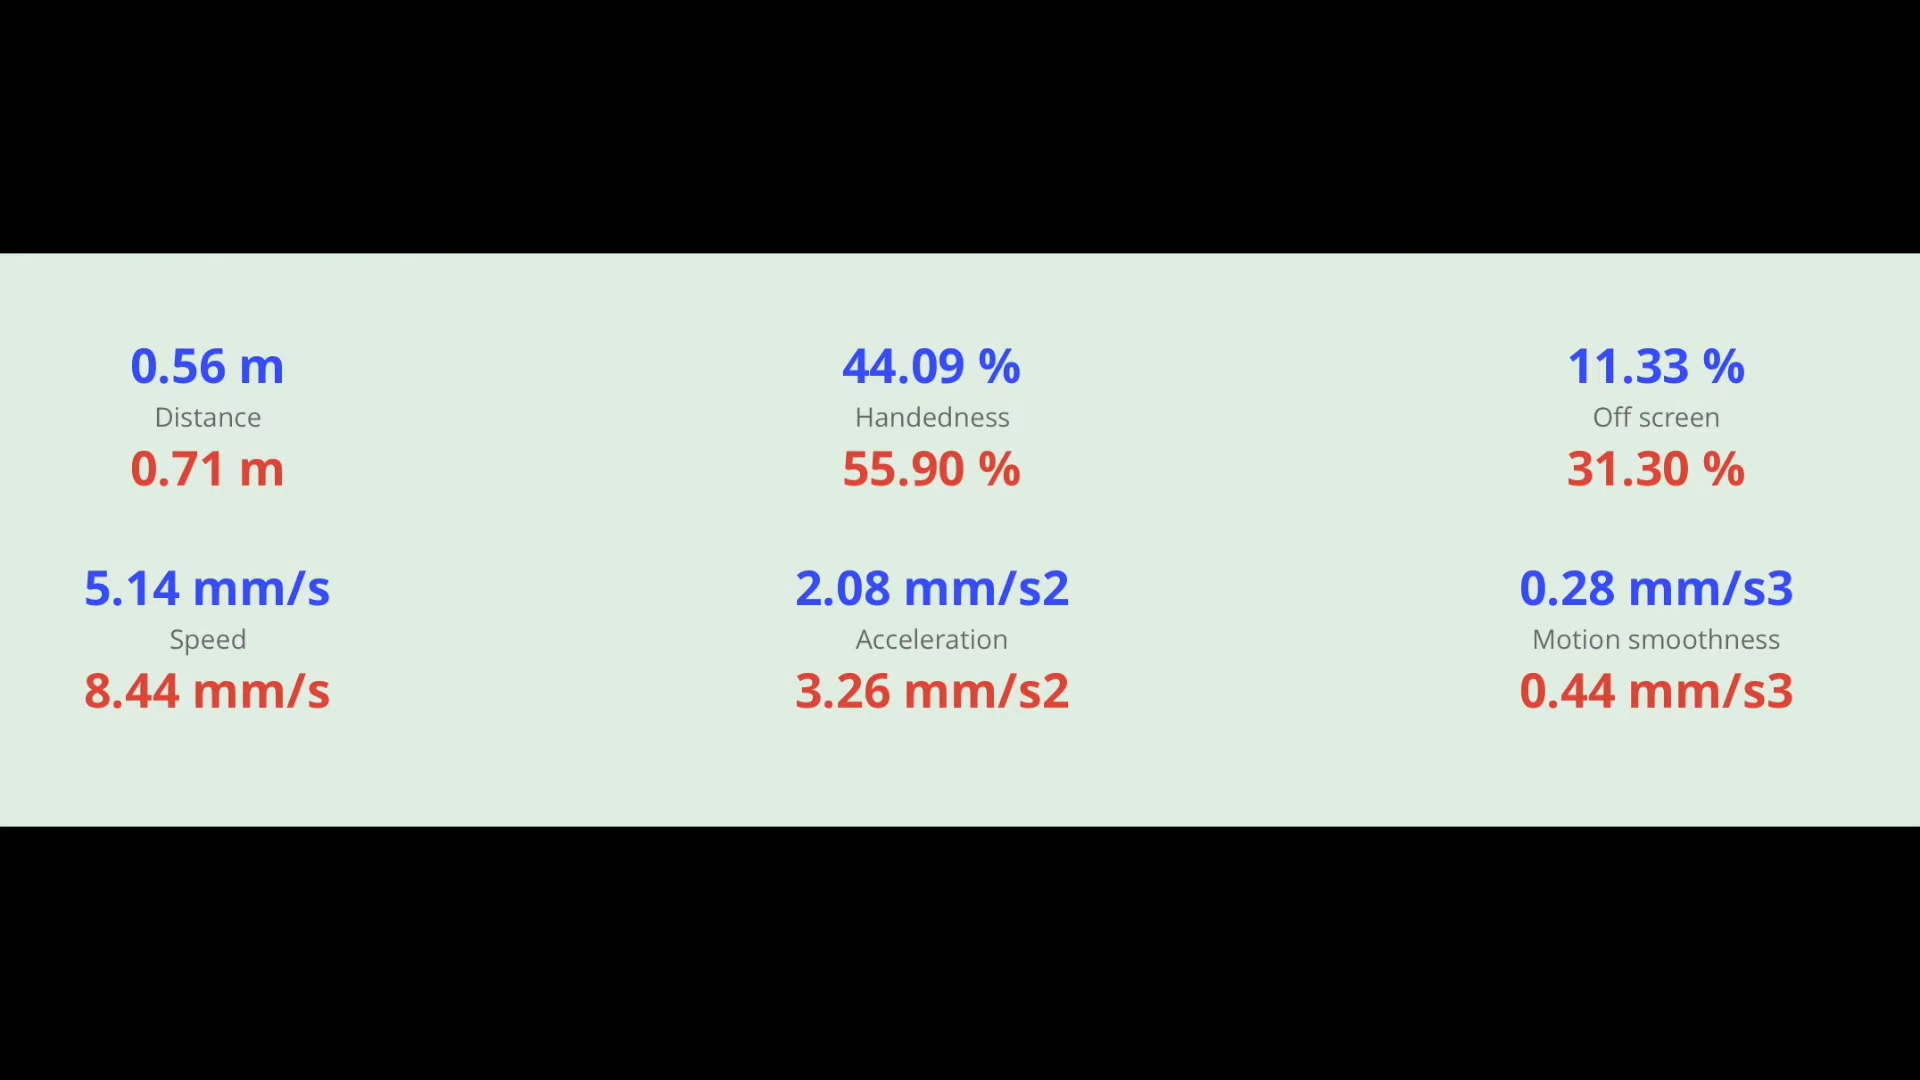 0.56 m
Distance
0.71 m
44.09 %
Handedness
55.90 %
11.33 %
Off screen
31.30 %
5.14 mm/s
Speed
8.44 mm/s
2.08 mm/s2
Acceleration
3.26 mm/s2
0.28 mm/s3
Motion smoothness
0.44 mm/s3